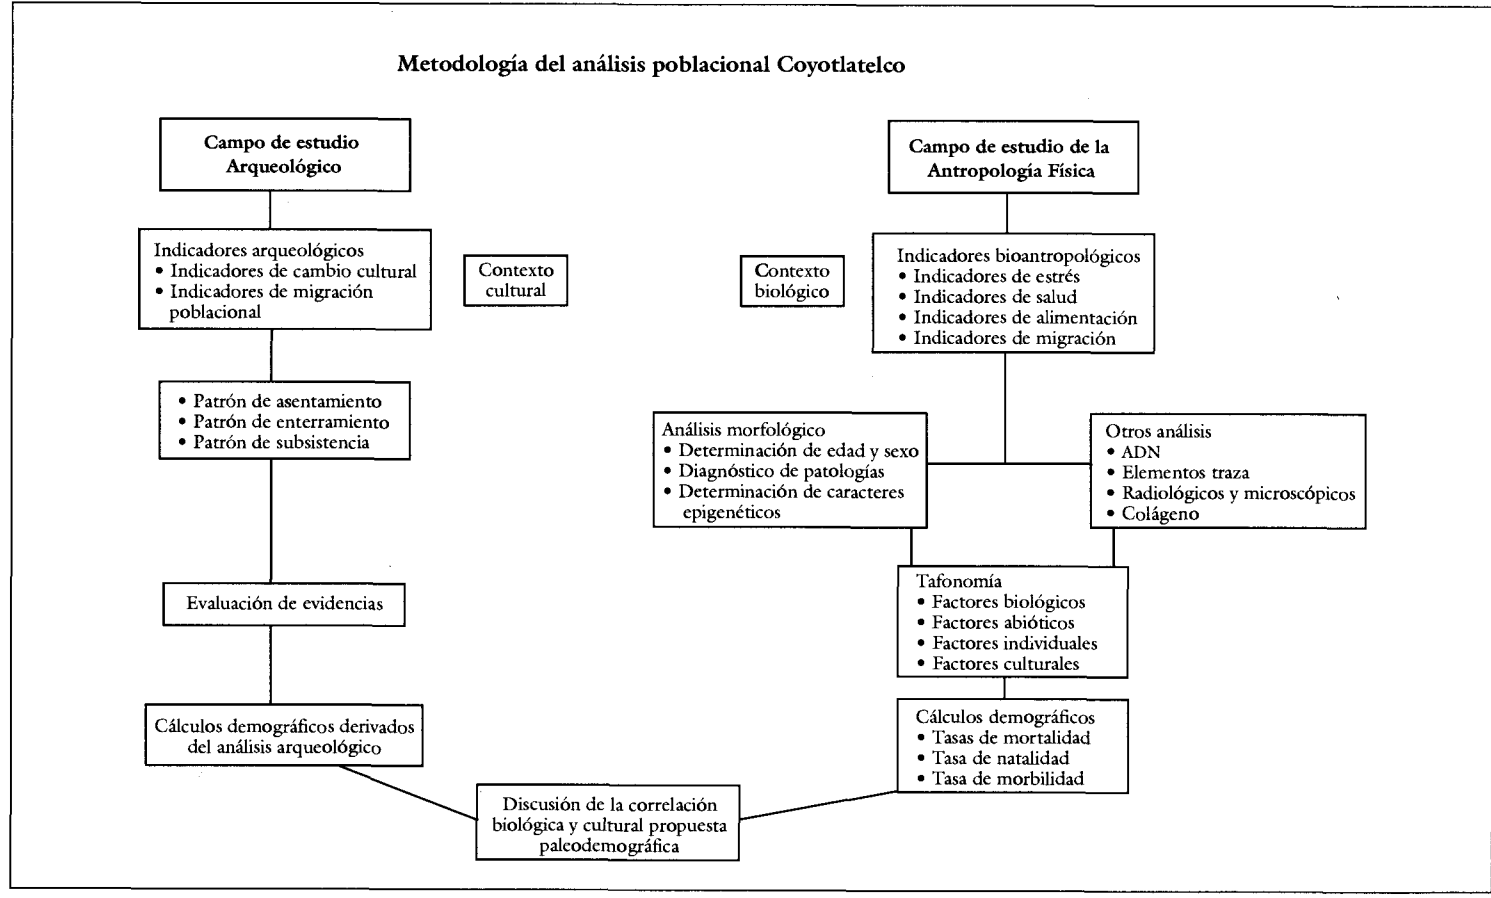 Metodología del análisis poblacional Coyotlatelco
Campo de estudio
Arqueológico
Indicadores arqueológicos
• Indicadores de cambio cultural
• Indicadores de migración
poblacional
Contexto
cultural
• Patrón de asentamiento
• Patrón de enterramiento
• Patrón de subsistencia
Evaluación de evidencias
Cálculos demográficos derivados
del análisis arqueológico
Campo de estudio de la
Antropología Física
Contexto
biológico
Indicadores bioantropológicos
• Indicadores de estrés
• Indicadores de salud
• Indicadores de alimentación
• Indicadores de migración
Análisis morfológico
• Determinación de edad y sexo
• Diagnóstico de patologías
• Determinación de caracteres
epigenéticos
Otros análisis
• ADN
• Elementos traza
• Radiológicos y microscópicos
• Colágeno
Tafonomía
• Factores biológicos
• Factores abióticos
• Factores individuales
• Factores culturales
Cálculos demográficos
• Tasas de mortalidad
• Tasa de natalidad
• Tasa de morbilidad
Discusión de la correlación
biológica y cultural propuesta
paleodemográfica